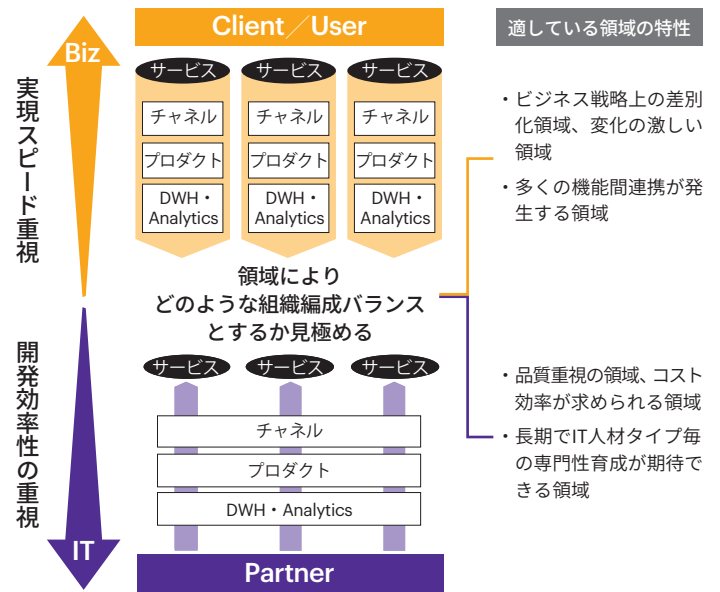 Client／User
適している領域の特性
Biz
実現スピード重視
サービス
サービス
サービス
チャネル
チャネル
チャネル
プロダクト
プロダクト
プロダクト
DWH・
Analytics
DWH・
Analytics
DWH・
Analytics
・ビジネス戦略上の差別
化領域、変化の激しい
領域
・多くの機能間連携が発
生する領域
領域により
どのような組織編成バランス
とするか見極める
開発効率性の重視
IT
サービス
サービス
サービス
チャネル
プロダクト
DWH・Analytics
Partner
・品質重視の領域、コスト
効率が求められる領域
・長期でIT人材タイプ毎
の専門性育成が期待で
きる領域